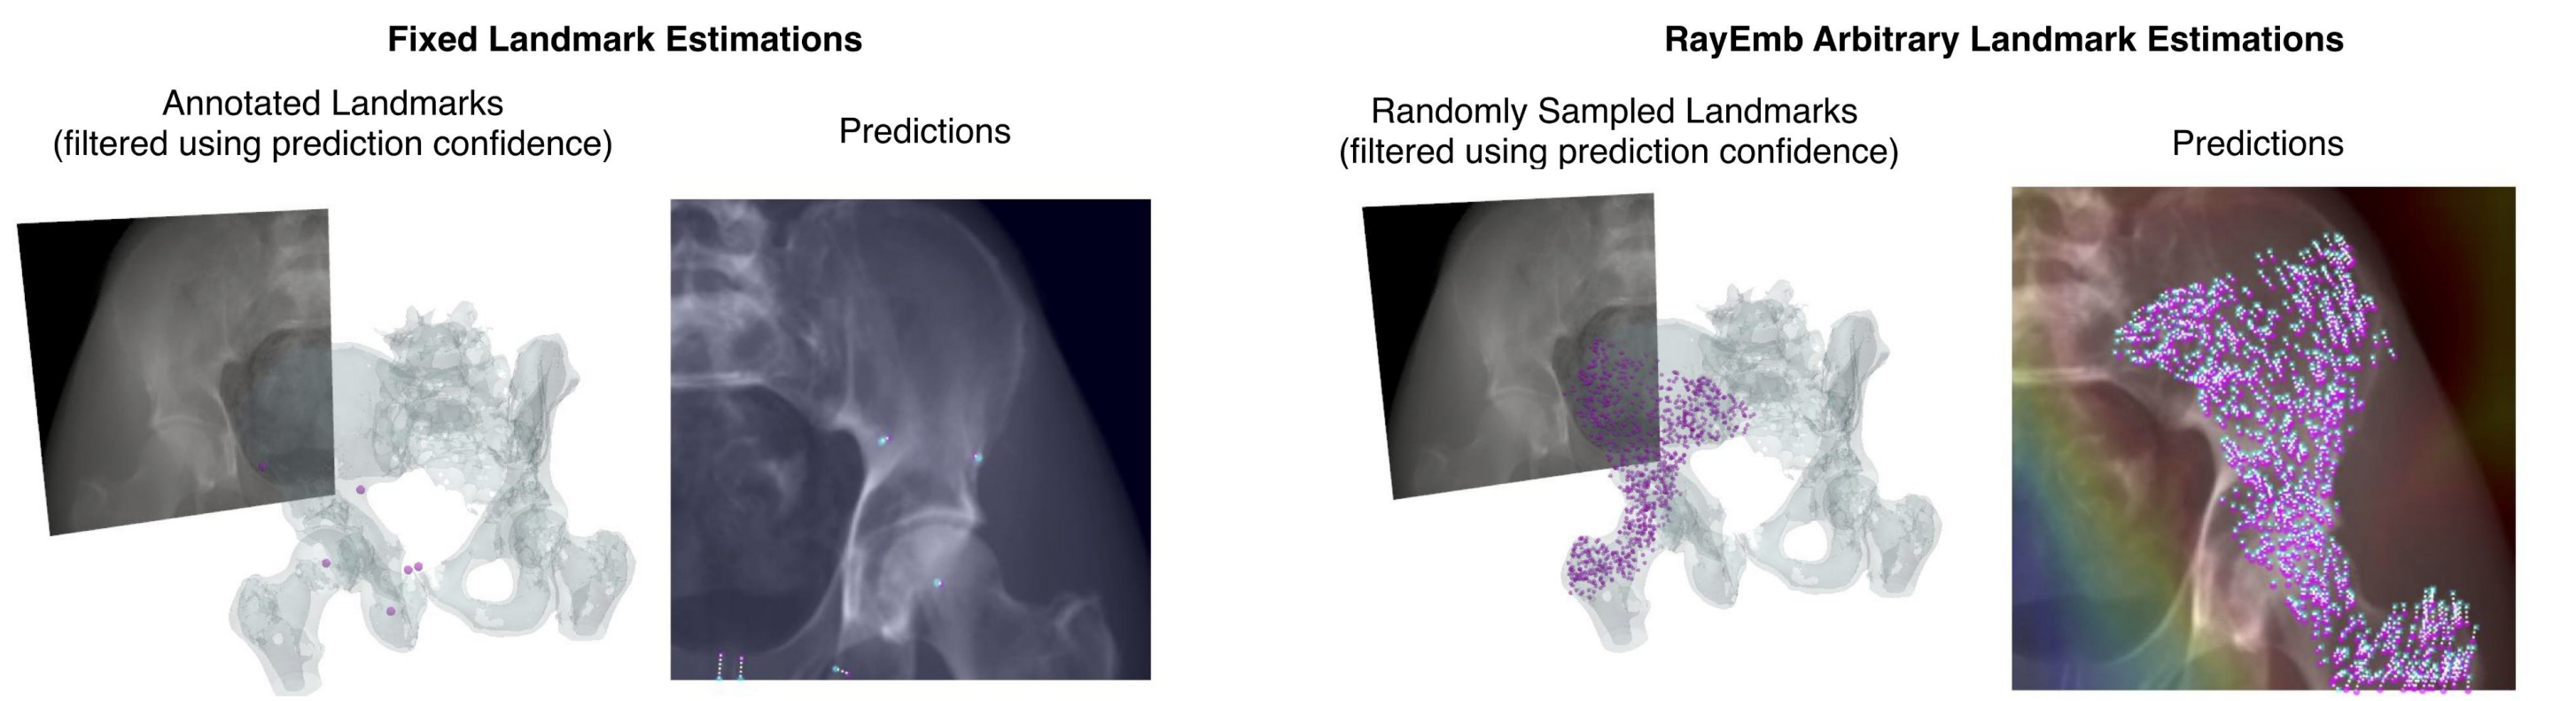 Fixed Landmark Estimations
Annotated Landmarks
(filtered using prediction confidence)
Predictions
RayEmb Arbitrary Landmark Estimations
Randomly Sampled Landmarks
(filtered using prediction confidence)
Predictions